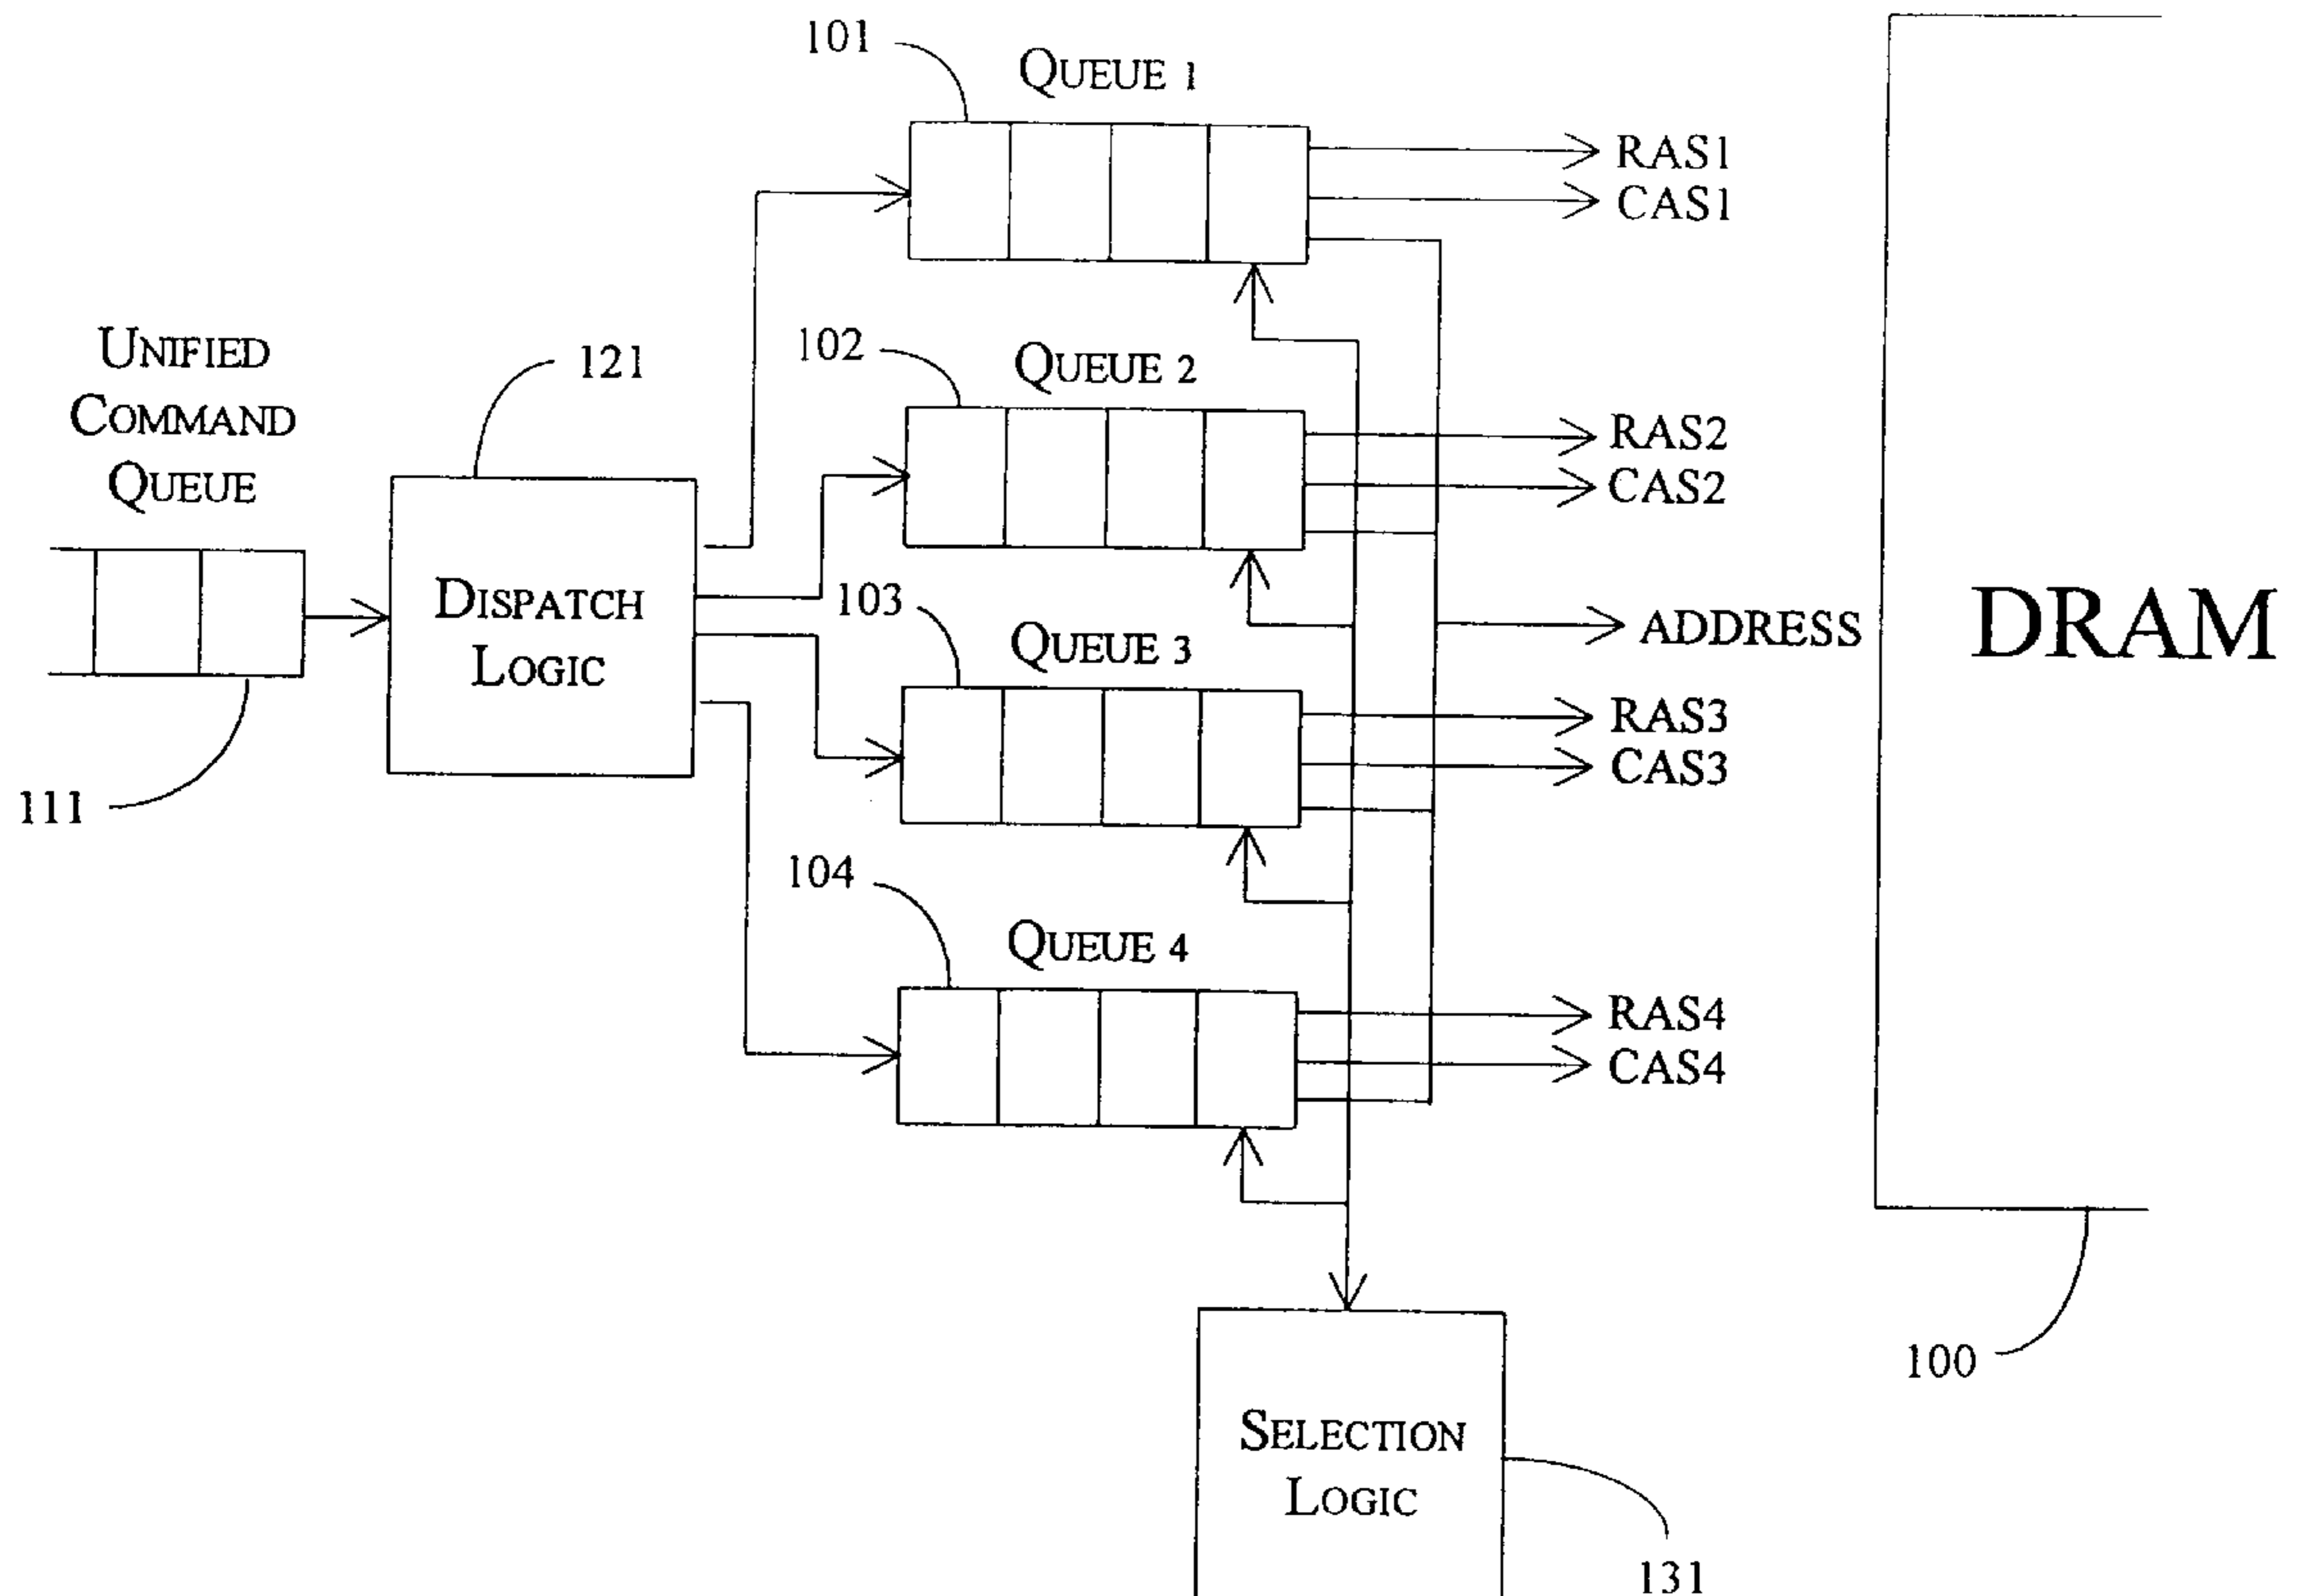 101
QUEUE 1
RAS1
CAS1
UNIFIED
COMMAND
QUEUE
121
102
QUEUE 2
RAS2
CAS2
DISPATCH
LOGIC
103
QUEUE 3
ADDRESS
DRAM
RAS3
CAS3
111
104
QUEUE 4
RAS4
CAS4
100
SELECTION
LOGIC
131